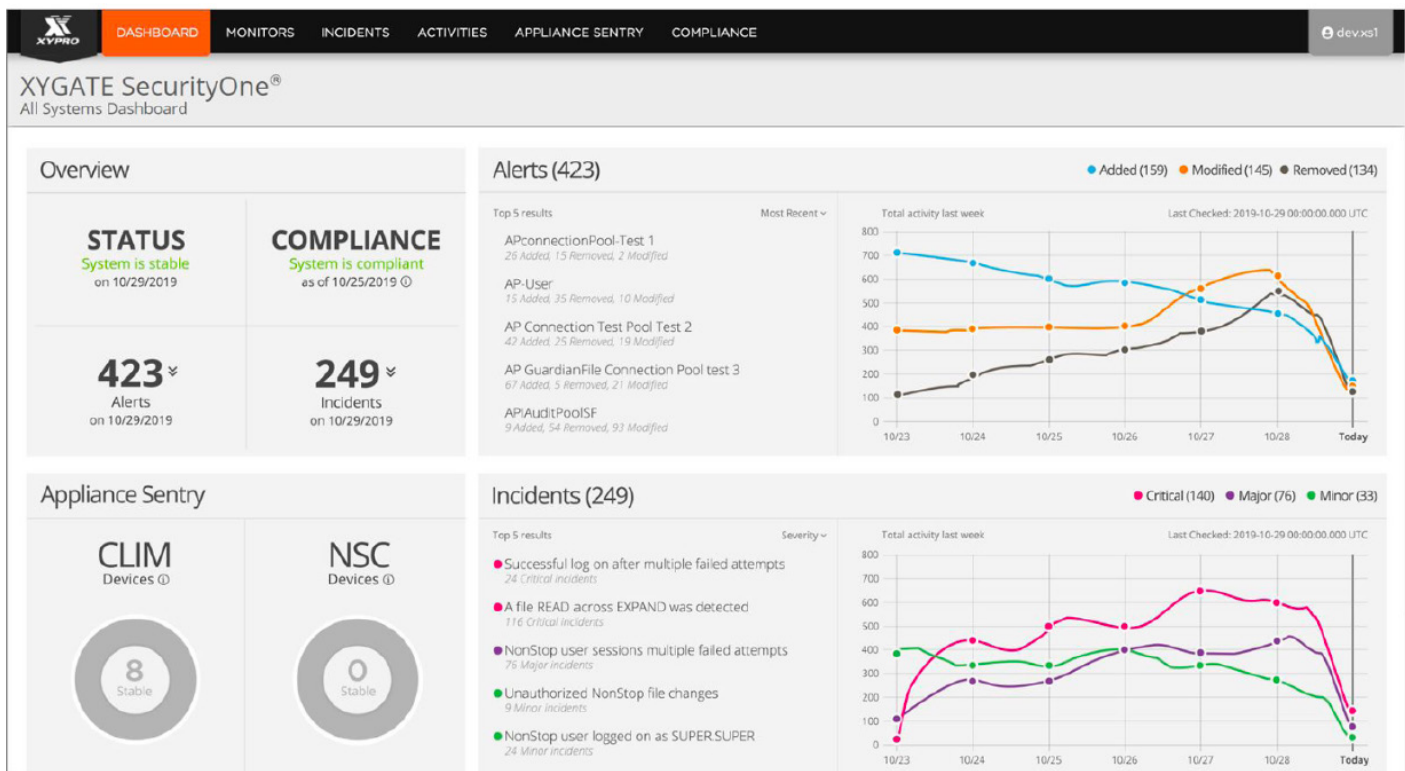 XYPRO
DASHBOARD MONITORS INCIDENTS ACTIVITIES APPLIANCE SENTRY COMPLIANCE dev.xs1
XYGATE SecurityOne®
All Systems Dashboard
Overview
STATUS
System is stable
on 10/29/2019
COMPLIANCE
System is compliant
as of 10/25/2019
423
Alerts
on 10/29/2019
249
Incidents
on 10/29/2019
Alerts (423)
Added (159) Modified (145) Removed (134)
Top 5 results Most Recent
APconnectionPool-Test 1
26 Added, 15 Removed, 2 Modified
AP-User
15 Added, 35 Removed, 10 Modified
AP Connection Test Pool Test 2
42 Added, 25 Removed, 19 Modified
AP GuardianFile Connection Pool test 3
67 Added, 5 Removed, 21 Modified
AP\AuditPoolSF
9 Added, 54 Removed, 93 Modified
Total activity last week Last Checked: 2019-10-29 00:00:00.000 UTC
800
700
600
500
400
300
200
100
0
10/23 10/24 10/25 10/26 10/27 10/28 Today
Appliance Sentry
CLIM
Devices
8
Stable
NSC
Devices
0
Stable
Incidents (249)
Critical (140) Major (76) Minor (33)
Top 5 results Severity
Successful log on after multiple failed attempts
24 Critical incidents
A file READ across EXPAND was detected
116 Critical incidents
NonStop user sessions multiple failed attempts
76 Major incidents
Unauthorized NonStop file changes
9 Minor incidents
NonStop user logged on as SUPER.SUPER
24 Minor incidents
Total activity last week Last Checked: 2019-10-29 00:00:00.000 UTC
800
700
600
500
400
300
200
100
0
10/23 10/24 10/25 10/26 10/27 10/28 Today